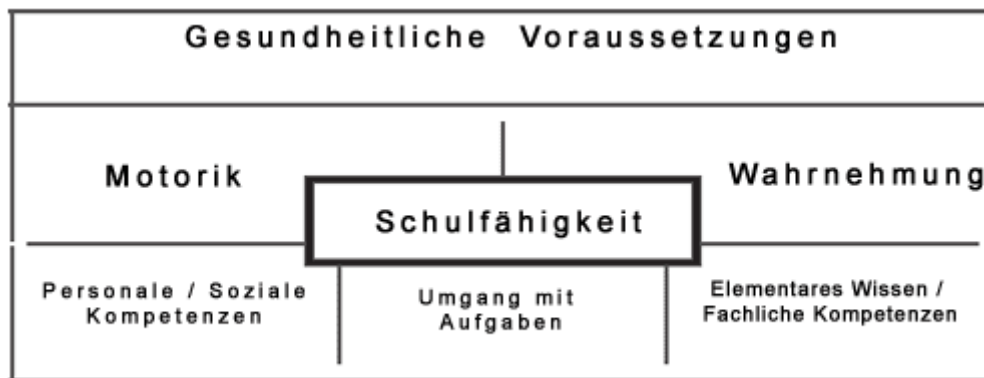 Gesundheitliche Voraussetzungen
Motorik
Wahrnehmung
Schulfähigkeit
Personale / Soziale
Kompetenzen
Umgang mit
Aufgaben
Elementares Wissen /
Fachliche Kompetenzen